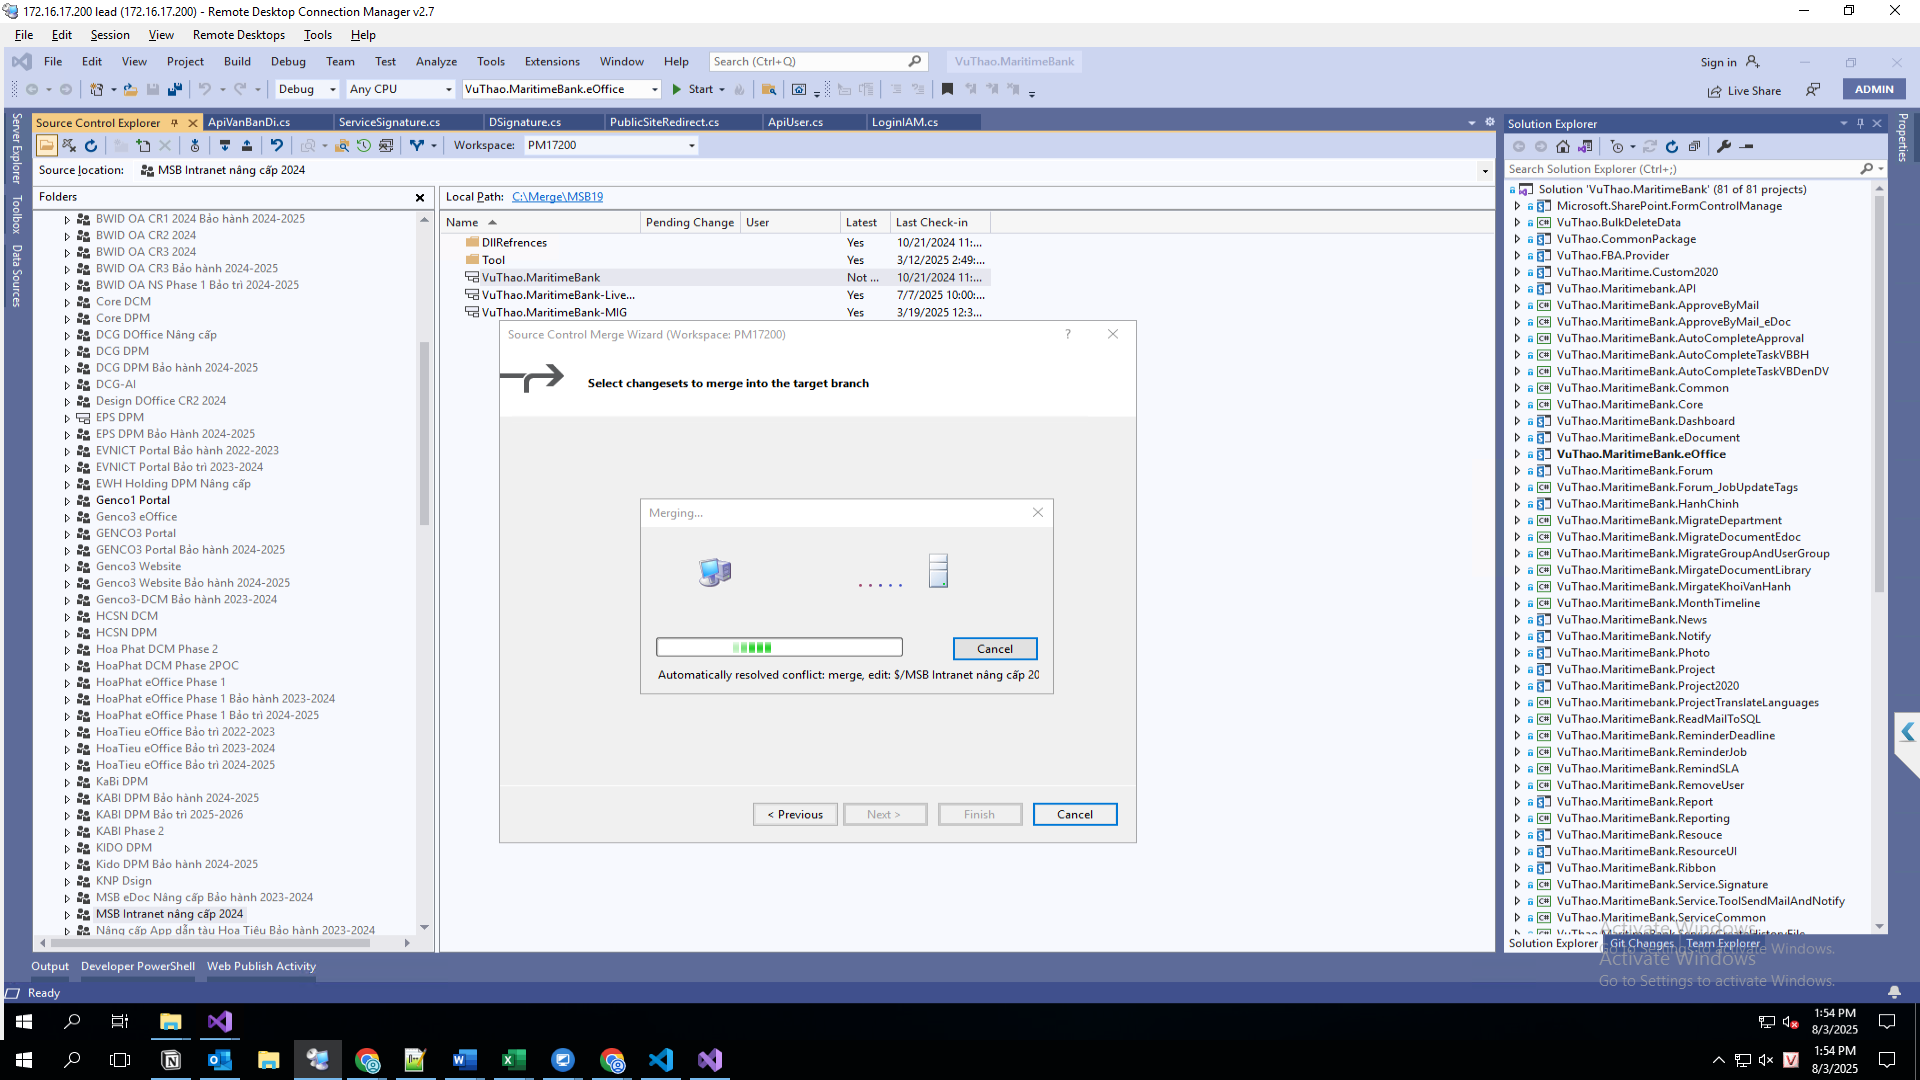 172.16.17.200 lead (172.16.17.200) - Remote Desktop Connection Manager v2.7
File Edit Session View Remote Desktops Tools Help
File Edit View Project Build Debug Team Test Analyze Tools Extensions Window Help Search (Ctrl+Q) VuThao.MaritimeBank Sign in
Debug Any CPU VuThao.MaritimeBank.eOffice Start Live Share ADMIN
Server Explorer
Toolbox
Data Sources
Source Control Explorer ApiVanBanDi.cs ServiceSignature.cs DSignature.cs PublicSiteRedirect.cs ApiUser.cs LoginIAM.cs
Workspace: PM17200
Source location: MSB Intranet nâng cấp 2024
Folders
BWID OA CR1 2024 Bảo hành 2024-2025
BWID OA CR2 2024
BWID OA CR3 2024
BWID OA CR3 Bảo hành 2024-2025
BWID OA NS Phase 1 Bảo trì 2024-2025
Core DCM
Core DPM
DCG DOffice Nâng cấp
DCG DPM
DCG DPM Bảo hành 2024-2025
DCG-AI
Design DOffice CR2 2024
EPS DPM
EPS DPM Bảo Hành 2024-2025
EVNICT Portal Bảo hành 2022-2023
EVNICT Portal Bảo trì 2023-2024
EWH Holding DPM Nâng cấp
Genco1 Portal
Genco3 eOffice
GENCO3 Portal
GENCO3 Portal Bảo hành 2024-2025
Genco3 Website
Genco3 Website Bảo hành 2024-2025
Genco3-DCM Bảo hành 2023-2024
HCSN DCM
HCSN DPM
Hoa Phat DCM Phase 2
HoaPhat DCM Phase 2POC
HoaPhat eOffice Phase 1
HoaPhat eOffice Phase 1 Bảo hành 2023-2024
HoaPhat eOffice Phase 1 Bảo trì 2024-2025
HoaTieu eOffice Bảo trì 2022-2023
HoaTieu eOffice Bảo trì 2023-2024
HoaTieu eOffice Bảo trì 2024-2025
KaBi DPM
KABI DPM Bảo hành 2024-2025
KABI DPM Bảo trì 2025-2026
KABI Phase 2
KIDO DPM
Kido DPM Bảo hành 2024-2025
KNP Dsign
MSB eDoc Nâng cấp Bảo hành 2023-2024
MSB Intranet nâng cấp 2024
Nâng cấp App dẫn tàu Hoa Tiêu Bảo hành 2023-2024
Local Path: C:\Merge\MSB19
Name Pending Change User Latest Last Check-in
DllRefrences Yes 10/21/2024 11:...
Tool Yes 3/12/2025 2:49:...
VuThao.MaritimeBank Not ... 10/21/2024 11:...
VuThao.MaritimeBank-Live... Yes 7/7/2025 10:00:...
VuThao.MaritimeBank-MIG Yes 3/19/2025 12:3...
Source Control Merge Wizard (Workspace: PM17200) ?
Select changesets to merge into the target branch
Merging...
Cancel
Automatically resolved conflict: merge, edit: $/MSB Intranet nâng cấp 20
< Previous Next > Finish Cancel
Solution Explorer
Search Solution Explorer (Ctrl+;)
Solution 'VuThao.MaritimeBank' (81 of 81 projects)
Microsoft.SharePoint.FormControlManage
VuThao.BulkDeleteData
VuThao.CommonPackage
VuThao.FBA.Provider
VuThao.Maritime.Custom2020
VuThao.Maritimebank.API
VuThao.MaritimeBank.ApproveByMail
VuThao.MaritimeBank.ApproveByMail_eDoc
VuThao.MaritimeBank.AutoCompleteApproval
VuThao.MaritimeBank.AutoCompleteTaskVBBH
VuThao.MaritimeBank.AutoCompleteTaskVBDenDV
VuThao.MaritimeBank.Common
VuThao.MaritimeBank.Core
VuThao.MaritimeBank.Dashboard
VuThao.MaritimeBank.eDocument
VuThao.MaritimeBank.eOffice
VuThao.MaritimeBank.Forum
VuThao.MaritimeBank.Forum_JobUpdateTags
VuThao.MaritimeBank.HanhChinh
VuThao.MaritimeBank.MigrateDepartment
VuThao.MaritimeBank.MigrateDocumentEdoc
VuThao.MaritimeBank.MigrateGroupAndUserGroup
VuThao.MaritimeBank.MirgateDocumentLibrary
VuThao.MaritimeBank.MirgateKhoiVanHanh
VuThao.MaritimeBank.MonthTimeline
VuThao.MaritimeBank.News
VuThao.MaritimeBank.Notify
VuThao.MaritimeBank.Photo
VuThao.MaritimeBank.Project
VuThao.MaritimeBank.Project2020
VuThao.MaritimeBank.ProjectTranslateLanguages
VuThao.MaritimeBank.ReadMailToSQL
VuThao.MaritimeBank.ReminderDeadline
VuThao.MaritimeBank.ReminderJob
VuThao.MaritimeBank.RemindSLA
VuThao.MaritimeBank.RemoveUser
VuThao.MaritimeBank.Report
VuThao.MaritimeBank.Reporting
VuThao.MaritimeBank.Resouce
VuThao.MaritimeBank.ResourceUI
VuThao.MaritimeBank.Ribbon
VuThao.MaritimeBank.Service.Signature
VuThao.MaritimeBank.Service.ToolSendMailAndNotify
VuThao.MaritimeBank.ServiceCommon
VuThao.MaritimeBank.ServiceCreateHistoryFile
Solution Explorer Git Changes Team Explorer
Properties
Activate Windows
Go to Settings to activate Windows.
Activate Windows
Go to Settings to activate Windows.
Output Developer PowerShell Web Publish Activity
Ready
1:54 PM
8/3/2025
1:54 PM
8/3/2025